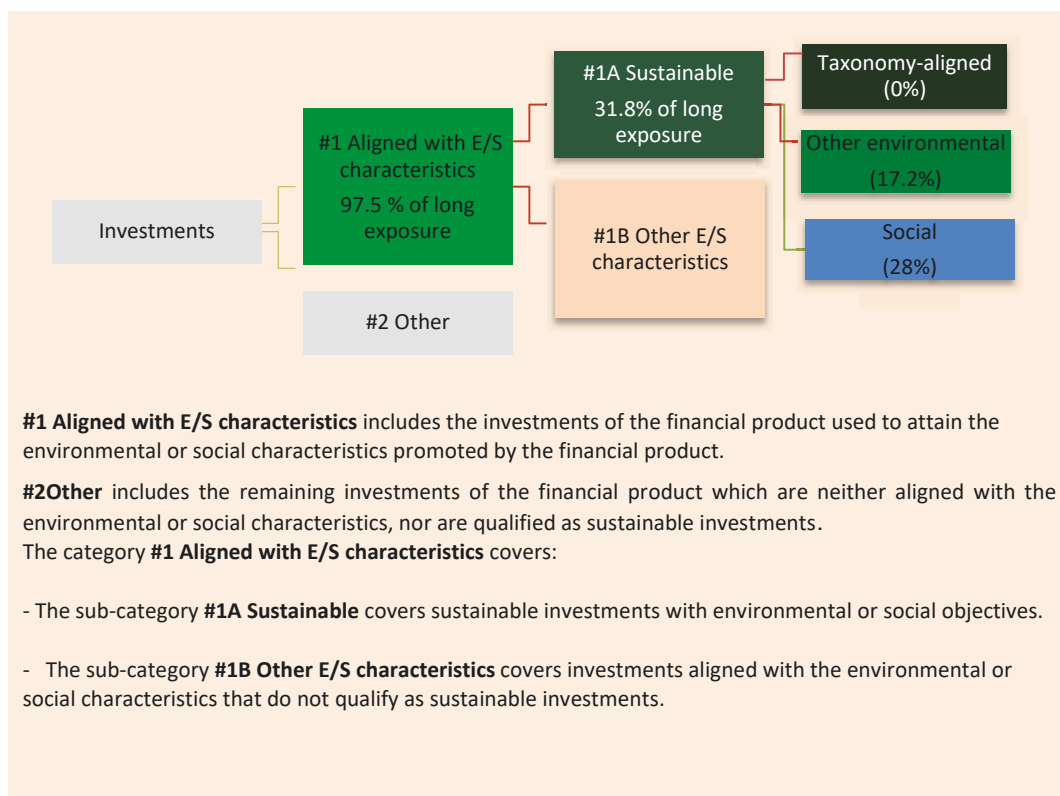 Investments
#1 Aligned with E/S
characteristics
97.5 % of long
exposure
#2 Other
#1A Sustainable
31.8% of long
exposure
#1B Other E/S
characteristics
Taxonomy-aligned
(0%)
Other environmental
(17.2%)
Social
(28%)
#1 Aligned with E/S characteristics includes the investments of the financial product used to attain the
environmental or social characteristics promoted by the financial product.
#2Other includes the remaining investments of the financial product which are neither aligned with the
environmental or social characteristics, nor are qualified as sustainable investments.
The category #1 Aligned with E/S characteristics covers:
- The sub-category #1A Sustainable covers sustainable investments with environmental or social objectives.
- The sub-category #1B Other E/S characteristics covers investments aligned with the environmental or
social characteristics that do not qualify as sustainable investments.